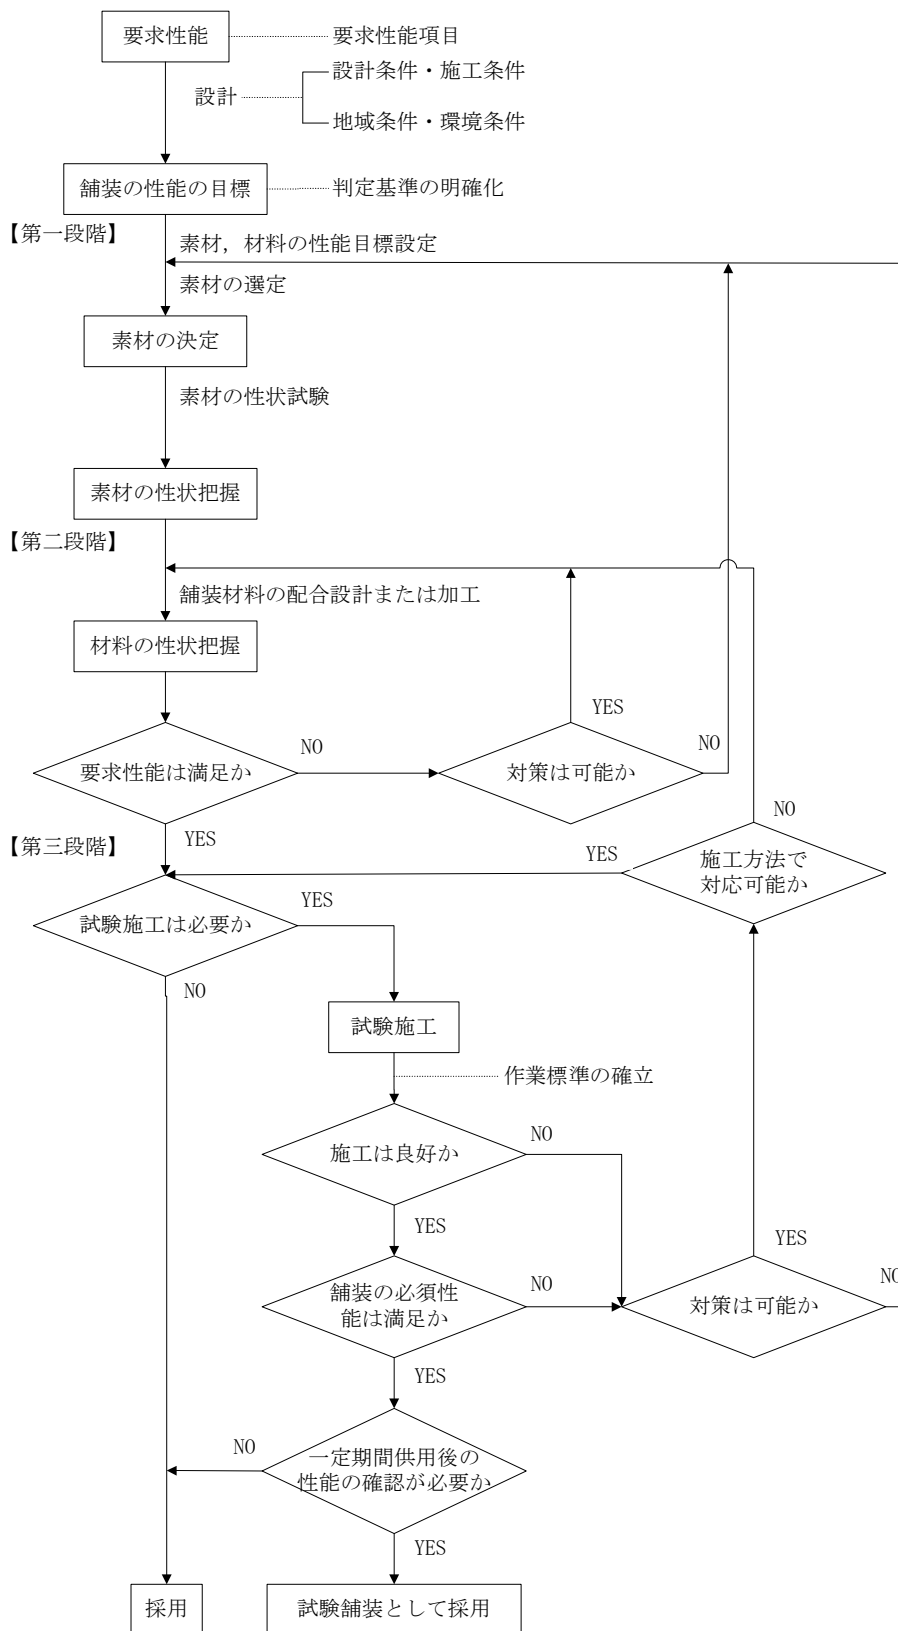 要求性能
要求性能項目
設計条件・施工条件
設計
地域条件・環境条件
舗装の性能の目標
判定基準の明確化
【第一段階】
素材，材料の性能目標設定
素材の選定
素材の決定
素材の性状試験
素材の性状把握
【第二段階】
舗装材料の配合設計または加工
材料の性状把握
YES
NO
NO
要求性能は満足か
対策は可能か
NO
YES
【第三段階】
YES
施工方法で
対応可能か
YES
試験施工は必要か
NO
試験施工
作業標準の確立
NO
施工は良好か
YES
YES
NO
NO
舗装の必須性
能は満足か
対策は可能か
YES
NO
一定期間供用後の
性能の確認が必要か
YES
採用
試験舗装として採用